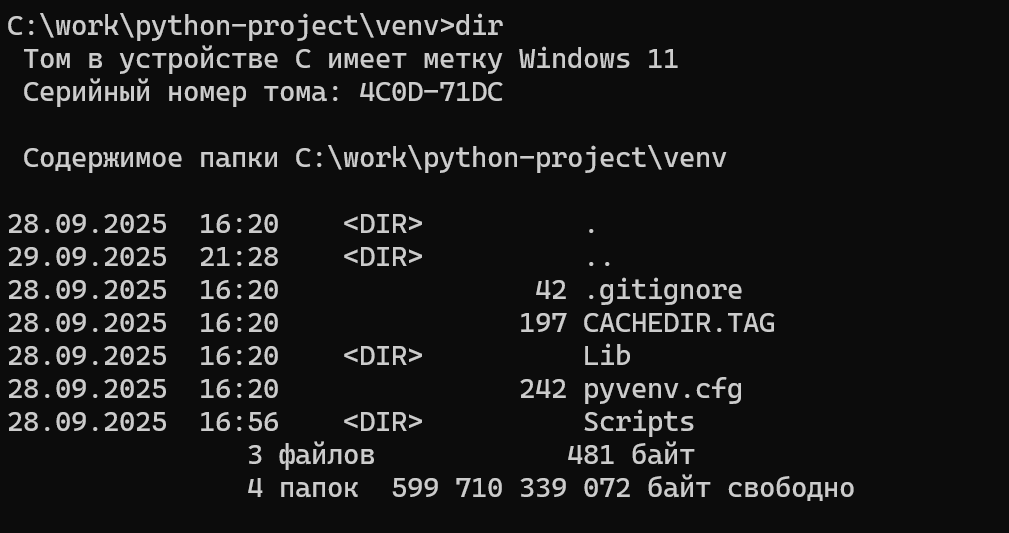 C:\work\python-project\venv>dir
Том в устройстве C имеет метку Windows 11
Серийный номер тома: 4C0D-71DC
Содержимое папки C:\work\python-project\venv
28.09.2025  16:20    <DIR>          .
29.09.2025  21:28    <DIR>          ..
28.09.2025  16:20                42 .gitignore
28.09.2025  16:20               197 CACHEDIR.TAG
28.09.2025  16:20    <DIR>          Lib
28.09.2025  16:20               242 pyvenv.cfg
28.09.2025  16:56    <DIR>          Scripts
3 файлов            481 байт
4 папок  599 710 339 072 байт свободно